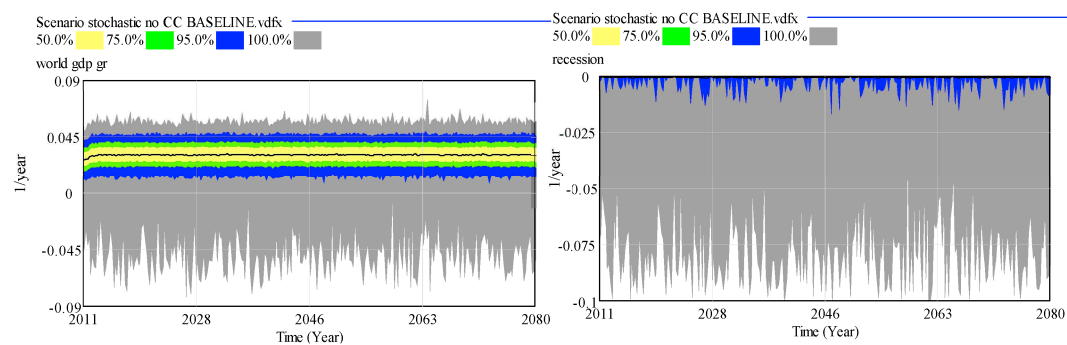 Scenario stochastic no CC BASELINE.vdfx
50.0% 75.0% 95.0% 100.0%
world gdp gr
0.09
0.045
0
-0.045
-0.09
1/year
2011 2028 2046 2063 2080
Time (Year)
Scenario stochastic no CC BASELINE.vdfx
50.0% 75.0% 95.0% 100.0%
recession
0
-0.025
-0.05
-0.075
-0.1
1/year
2011 2028 2046 2063 2080
Time (Year)